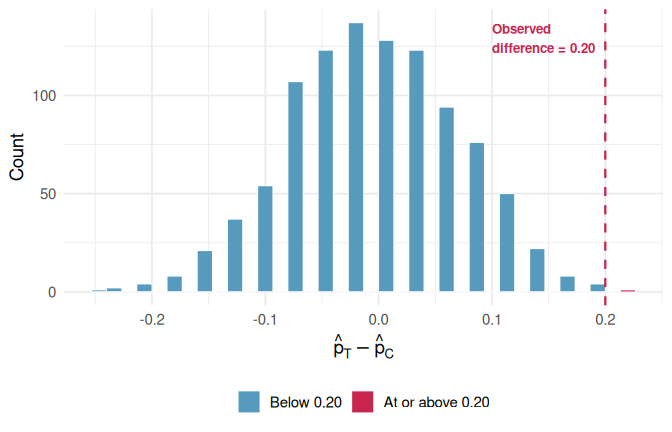 Observed
difference = 0.20
Count
100
50
0
-0.2 -0.1 0.0 0.1 0.2
p̂T − p̂C
Below 0.20 At or above 0.20